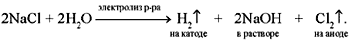 2NaCl + 2H₂O электролиз р-ра → H₂↑ + 2NaOH + Cl₂↑.
на катоде в растворе на аноде